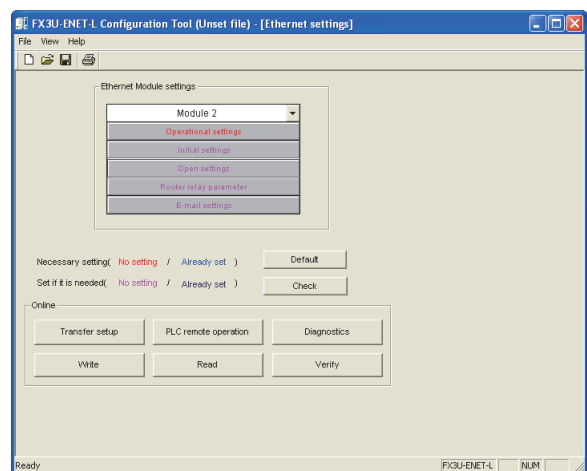 FX3U-ENET-L Configuration Tool (Unset file) - [Ethernet settings]
File View Help
Ethernet Module settings
Module 2
Operational settings
Initial settings
Open settings
Router relay parameter
E-mail settings
Necessary setting( No setting / Already set ) Default
Set if it is needed( No setting / Already set ) Check
Online
Transfer setup PLC remote operation Diagnostics
Write Read Verify
Ready FX3U-ENET-L NUM